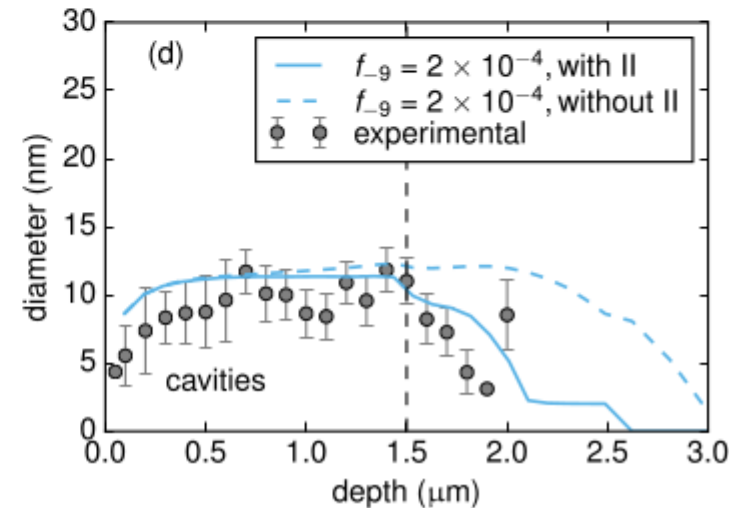 (d)
f₋₉ = 2 × 10⁻⁴, with II
f₋₉ = 2 × 10⁻⁴, without II
experimental
cavities
diameter (nm)
30
25
20
15
10
5
0
0.0 0.5 1.0 1.5 2.0 2.5 3.0
depth (μm)